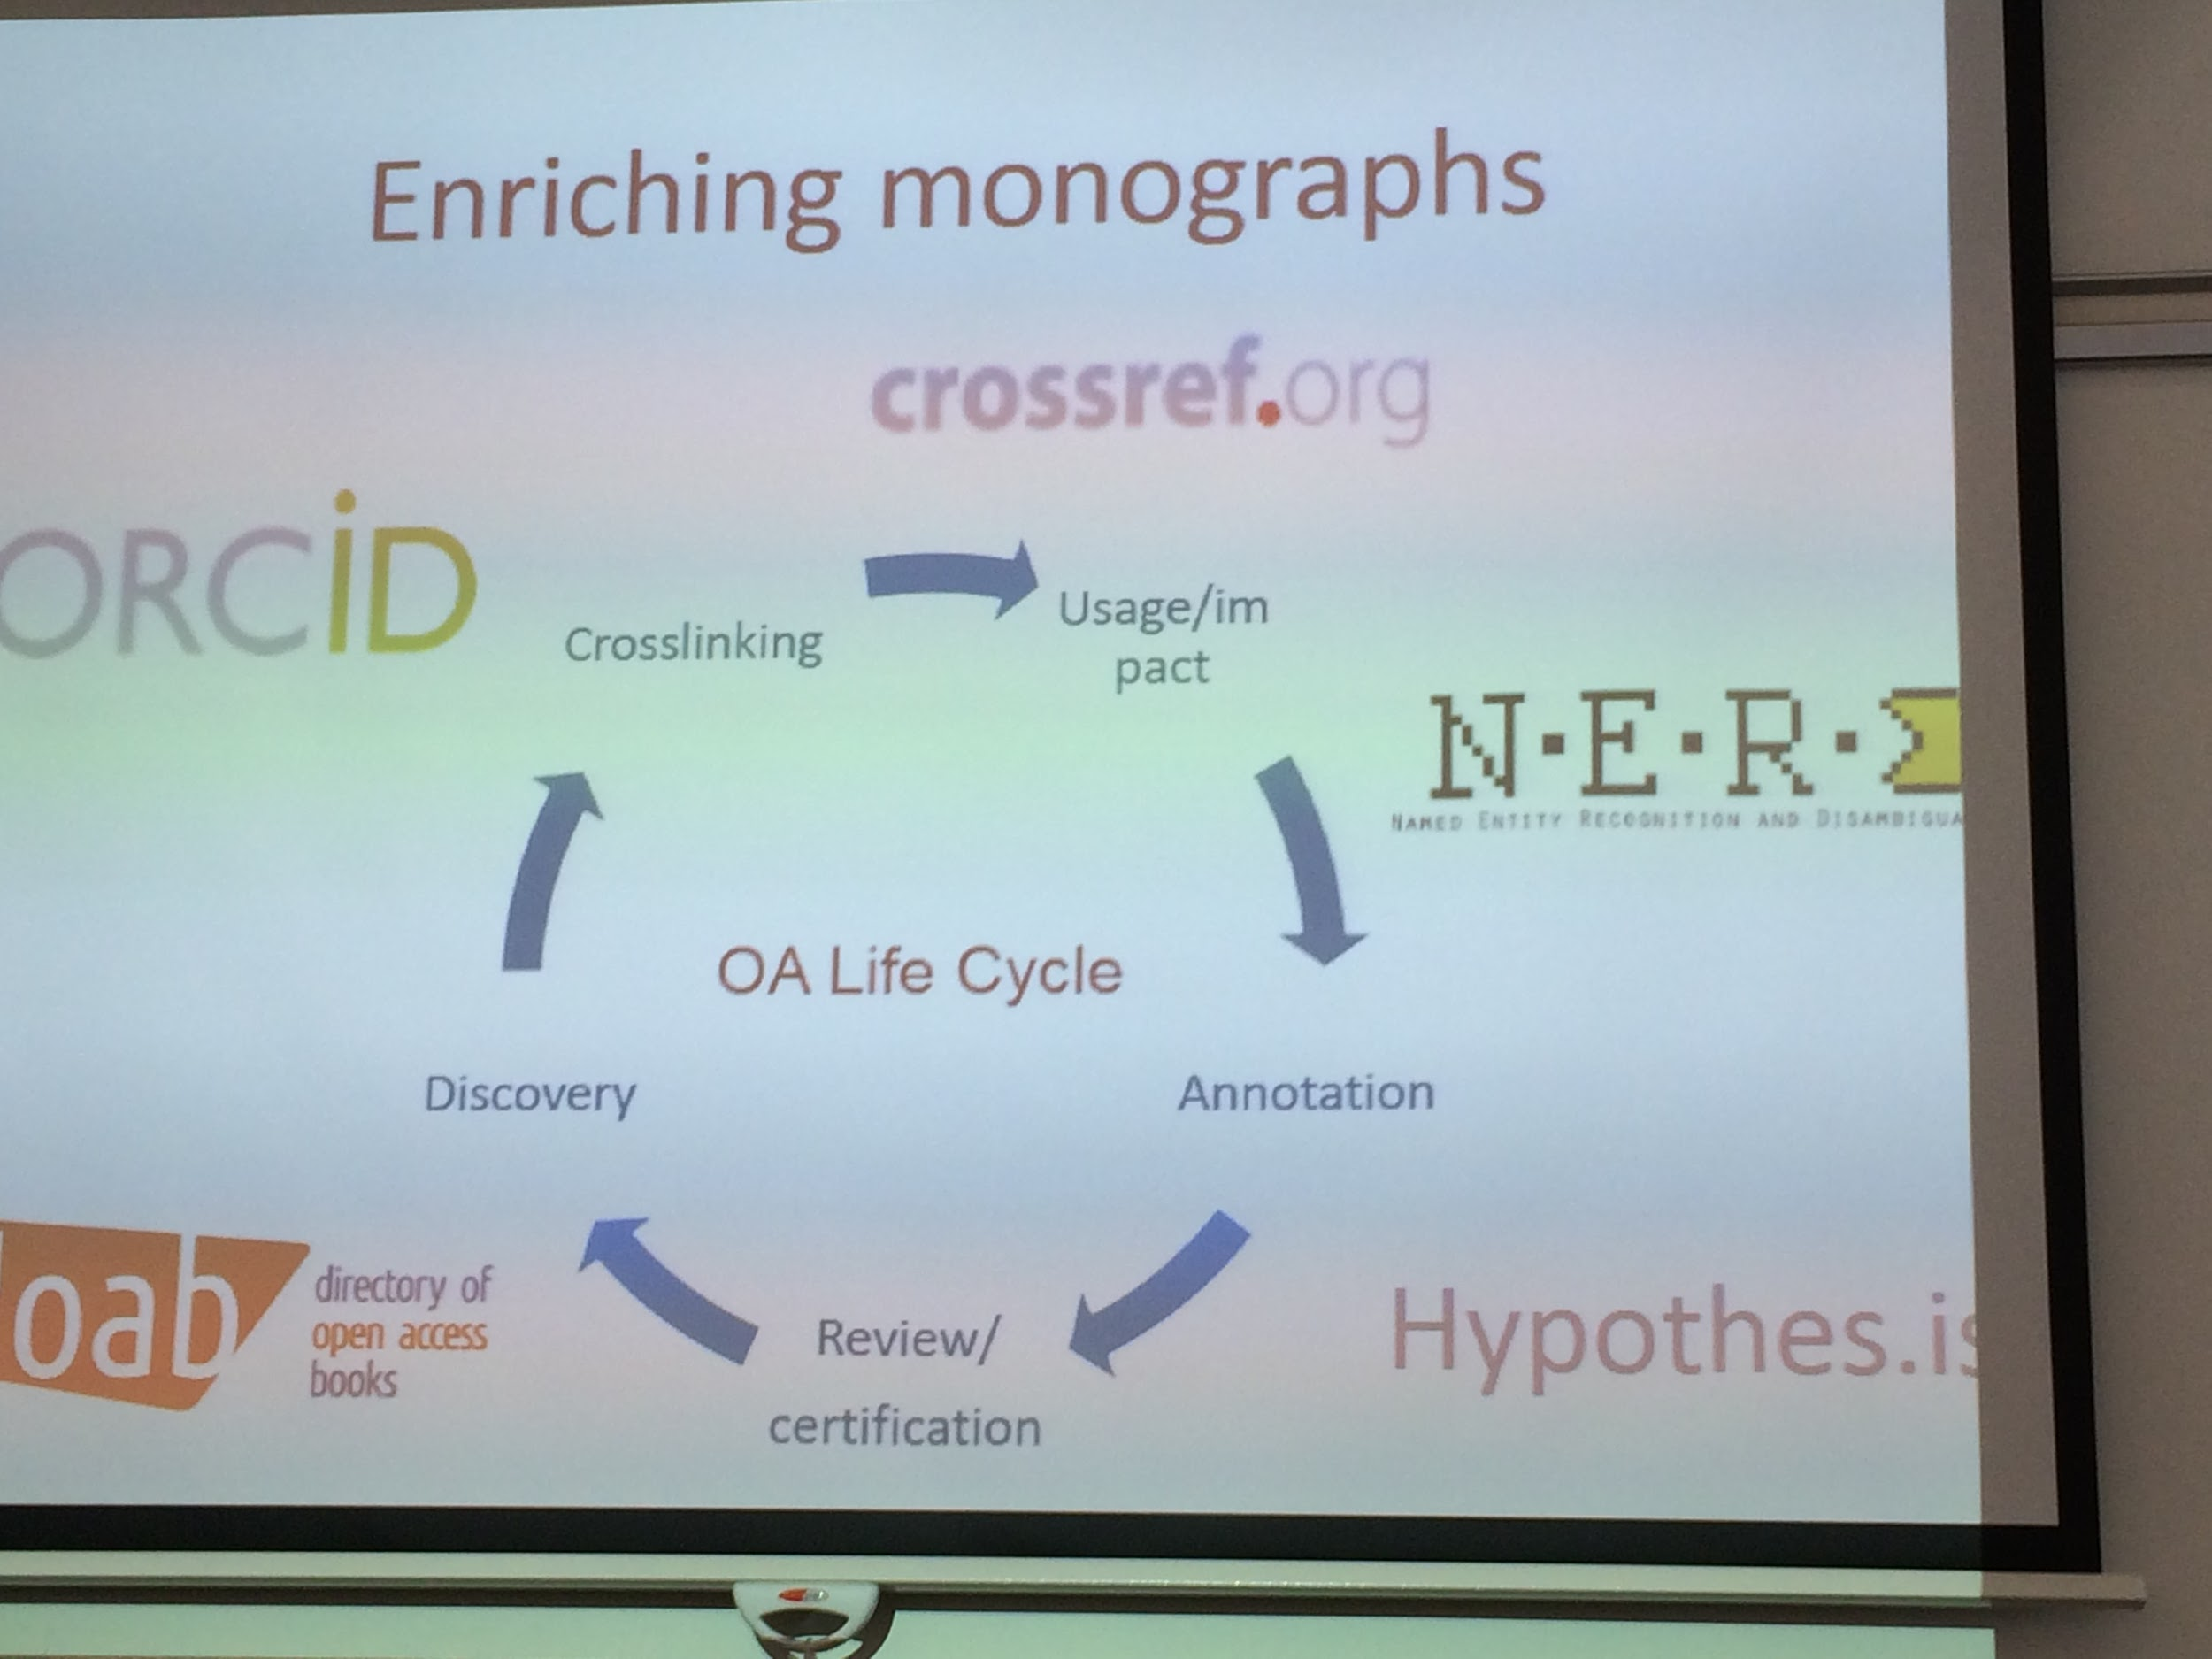 Enriching monographs
crossref.org
ORCiD
Crosslinking
Usage/im
pact
N·E·R·
NAMED ENTITY RECOGNITION AND DISAMBIGUA
OA Life Cycle
Discovery
Annotation
oab
directory of
open access
books
Review/
certification
Hypothes.is